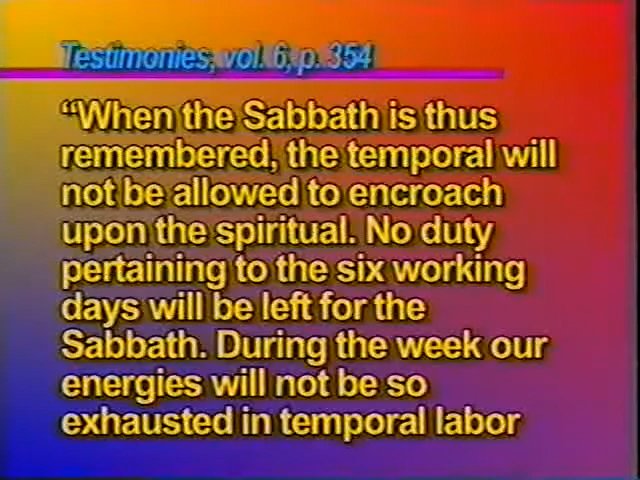 Testimonies, vol. 6, p. 354
“When the Sabbath is thus
remembered, the temporal will
not be allowed to encroach
upon the spiritual. No duty
pertaining to the six working
days will be left for the
Sabbath. During the week our
energies will not be so
exhausted in temporal labor